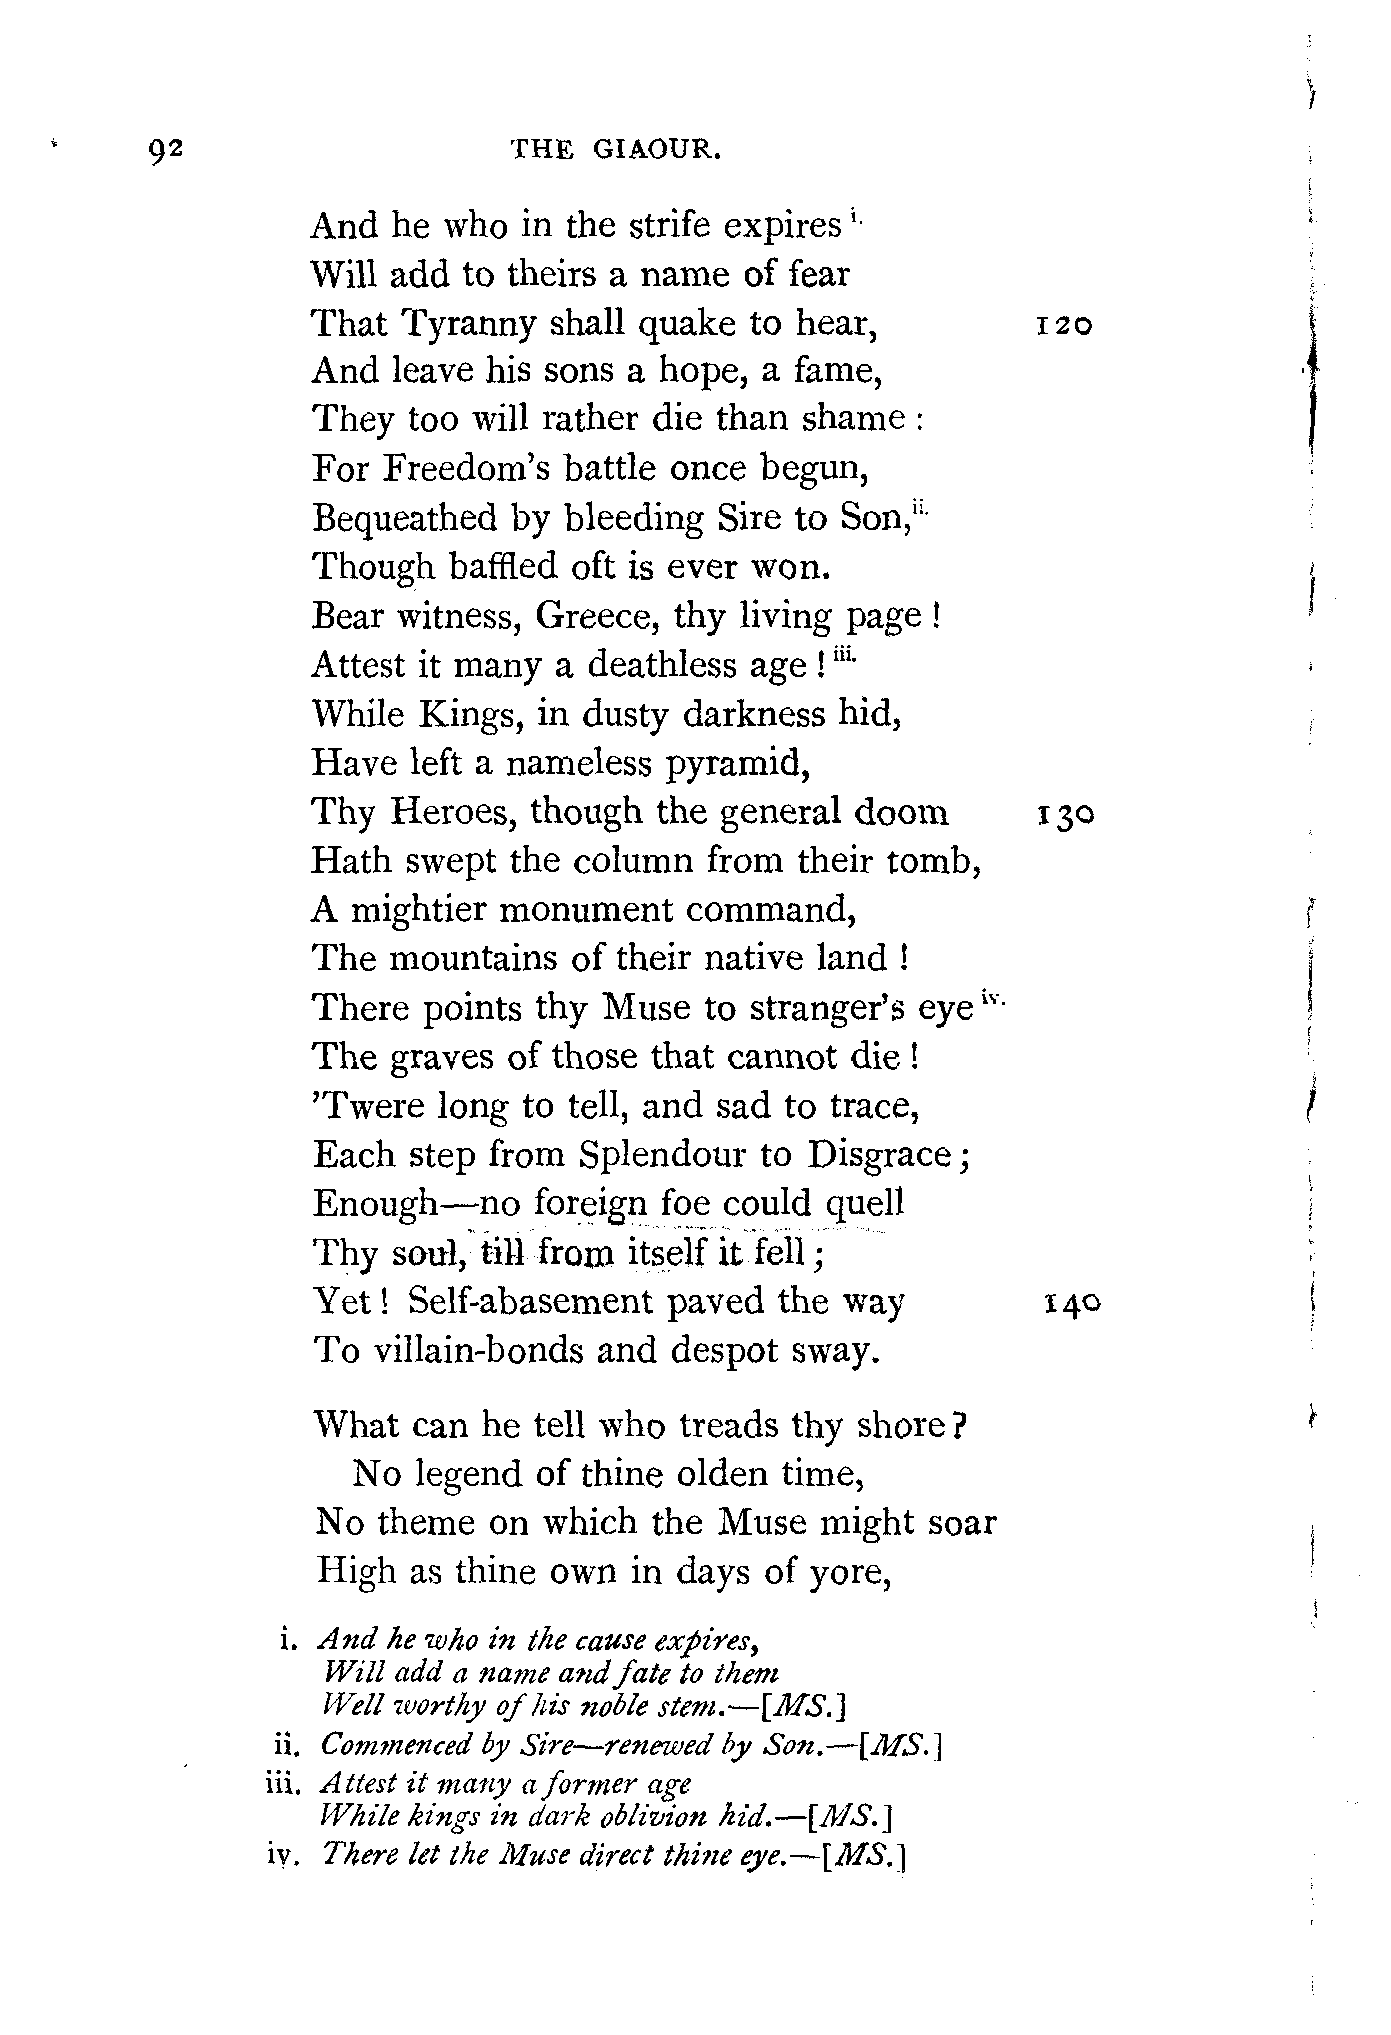 92 THE GIAOUR.
And he who in the strife expires i.
Will add to theirs a name of fear
That Tyranny shall quake to hear, 120
And leave his sons a hope, a fame,
They too will rather die than shame :
For Freedom's battle once begun,
Bequeathed by bleeding Sire to Son,ii.
Though baffled oft is ever won.
Bear witness, Greece, thy living page !
Attest it many a deathless age ! iii.
While Kings, in dusty darkness hid,
Have left a nameless pyramid,
Thy Heroes, though the general doom 130
Hath swept the column from their tomb,
A mightier monument command,
The mountains of their native land !
There points thy Muse to stranger's eye iv.
The graves of those that cannot die !
'Twere long to tell, and sad to trace,
Each step from Splendour to Disgrace ;
Enough—no foreign foe could quell
Thy soul, till from itself it fell ;
Yet ! Self-abasement paved the way 140
To villain-bonds and despot sway.
What can he tell who treads thy shore ?
No legend of thine olden time,
No theme on which the Muse might soar
High as thine own in days of yore,
i. And he who in the cause expires,
Will add a name and fate to them
Well worthy of his noble stem.—[MS.]
ii. Commenced by Sire—renewed by Son.—[MS.]
iii. Attest it many a former age
While kings in dark oblivion hid.—[MS.]
iv. There let the Muse direct thine eye.—[MS.]